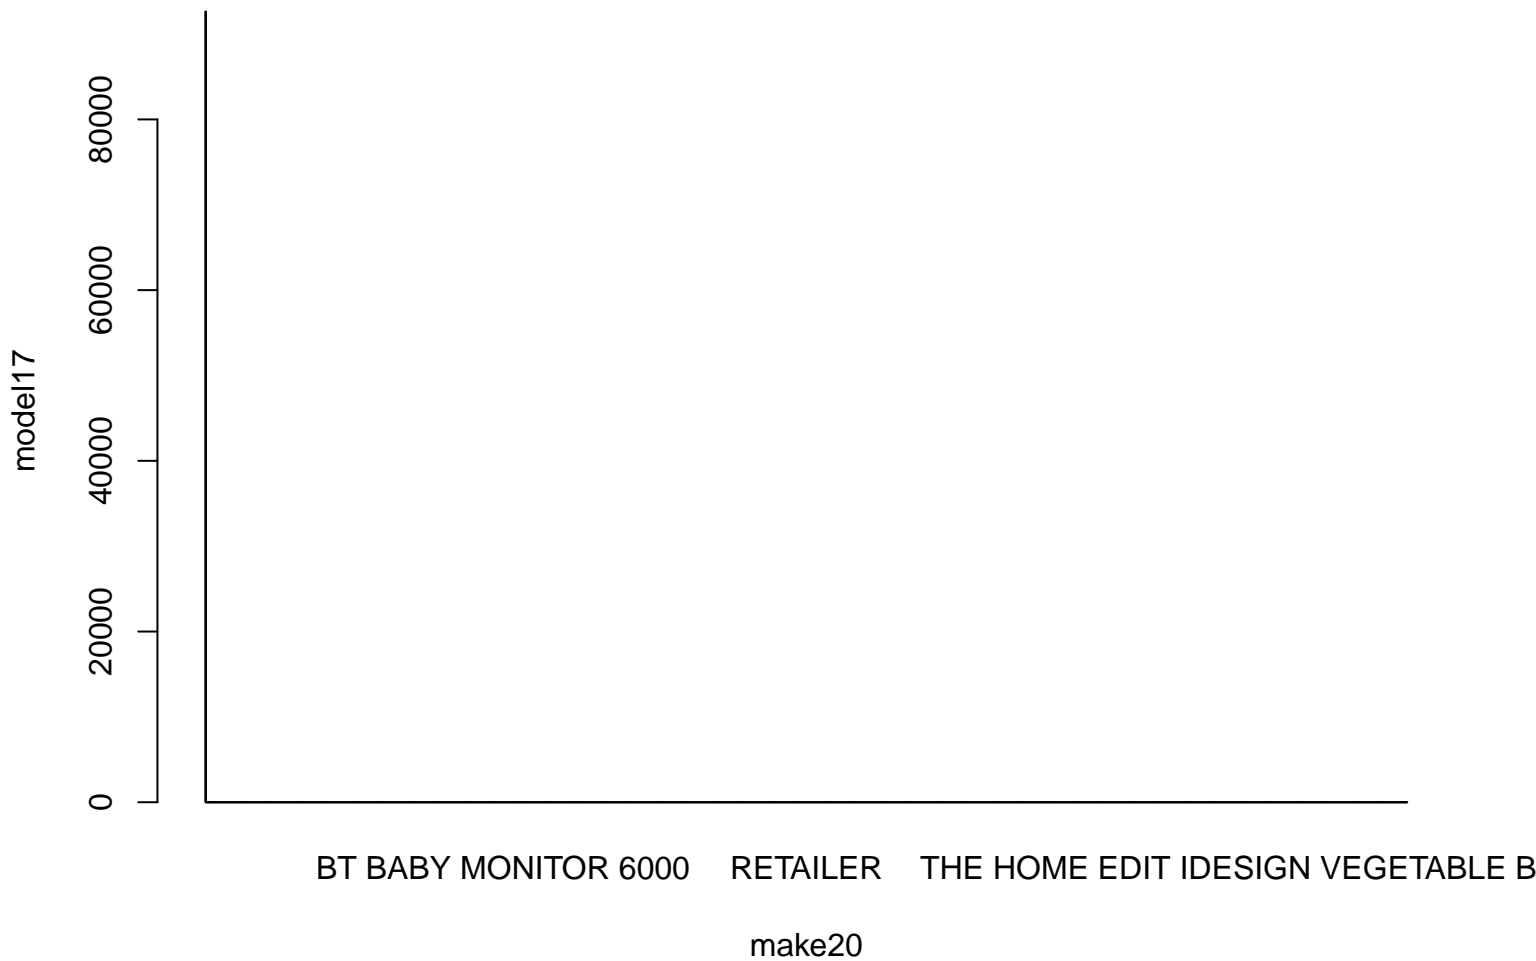 80000
60000
40000
20000
0
model17
BT BABY MONITOR 6000 RETAILER THE HOME EDIT IDESIGN VEGETABLE B
make20